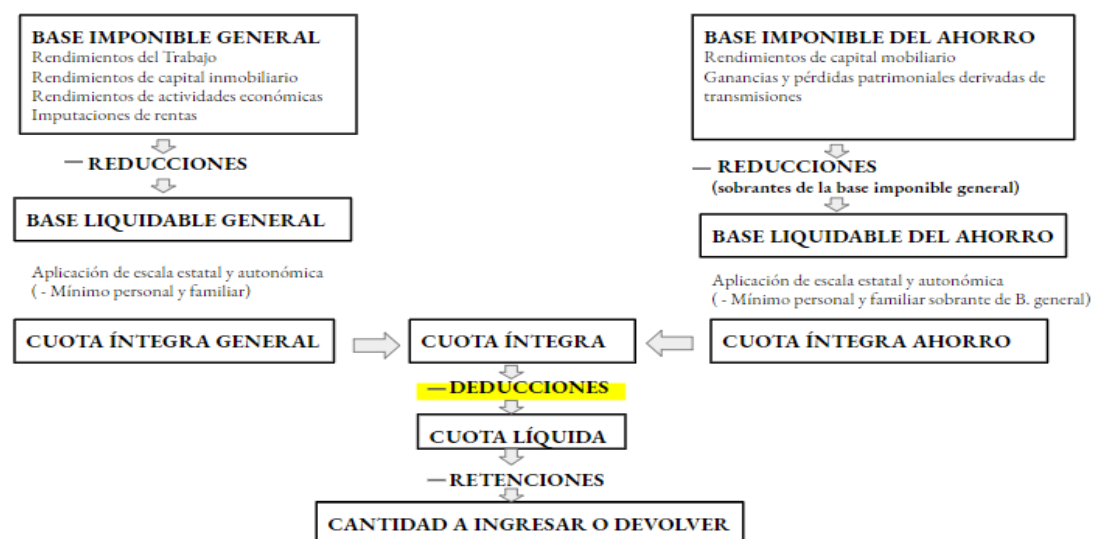 BASE IMPONIBLE GENERAL
Rendimientos del Trabajo
Rendimientos de capital inmobiliario
Rendimientos de actividades económicas
Imputaciones de rentas
— REDUCCIONES
BASE LIQUIDABLE GENERAL
Aplicación de escala estatal y autonómica
( - Mínimo personal y familiar)
CUOTA ÍNTEGRA GENERAL
BASE IMPONIBLE DEL AHORRO
Rendimientos de capital mobiliario
Ganancias y pérdidas patrimoniales derivadas de
transmisiones
— REDUCCIONES
(sobrantes de la base imponible general)
BASE LIQUIDABLE DEL AHORRO
Aplicación de escala estatal y autonómica
( - Mínimo personal y familiar sobrante de B. general)
CUOTA ÍNTEGRA AHORRO
CUOTA ÍNTEGRA
— DEDUCCIONES
CUOTA LÍQUIDA
— RETENCIONES
CANTIDAD A INGRESAR O DEVOLVER